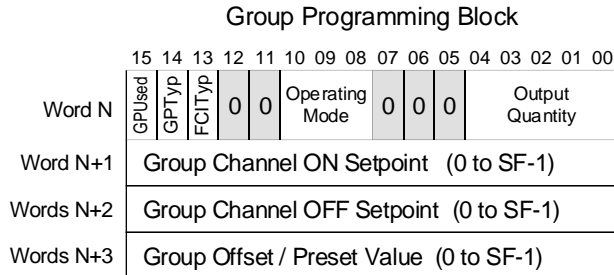 Group Programming Block
15 14 13 12 11 10 09 08 07 06 05 04 03 02 01 00
Word N GPUsed GPTyp FCITyp 0 0 Operating Mode 0 0 0 Output Quantity
Word N+1 Group Channel ON Setpoint (0 to SF-1)
Words N+2 Group Channel OFF Setpoint (0 to SF-1)
Words N+3 Group Offset / Preset Value (0 to SF-1)